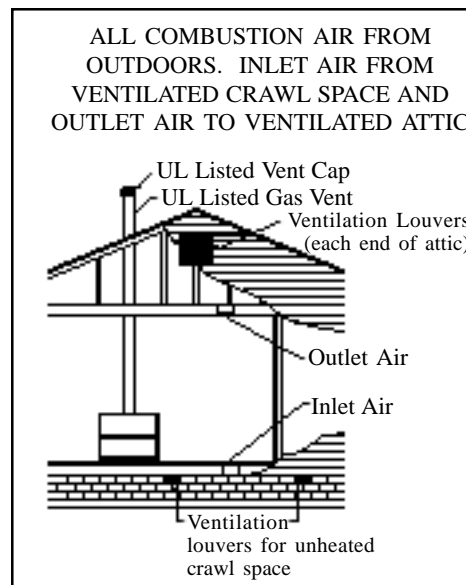 ALL COMBUSTION AIR FROM
OUTDOORS. INLET AIR FROM
VENTILATED CRAWL SPACE AND
OUTLET AIR TO VENTILATED ATTIC
UL Listed Vent Cap
UL Listed Gas Vent
Ventilation Louvers
(each end of attic)
Outlet Air
Inlet Air
Ventilation
louvers for unheated
crawl space